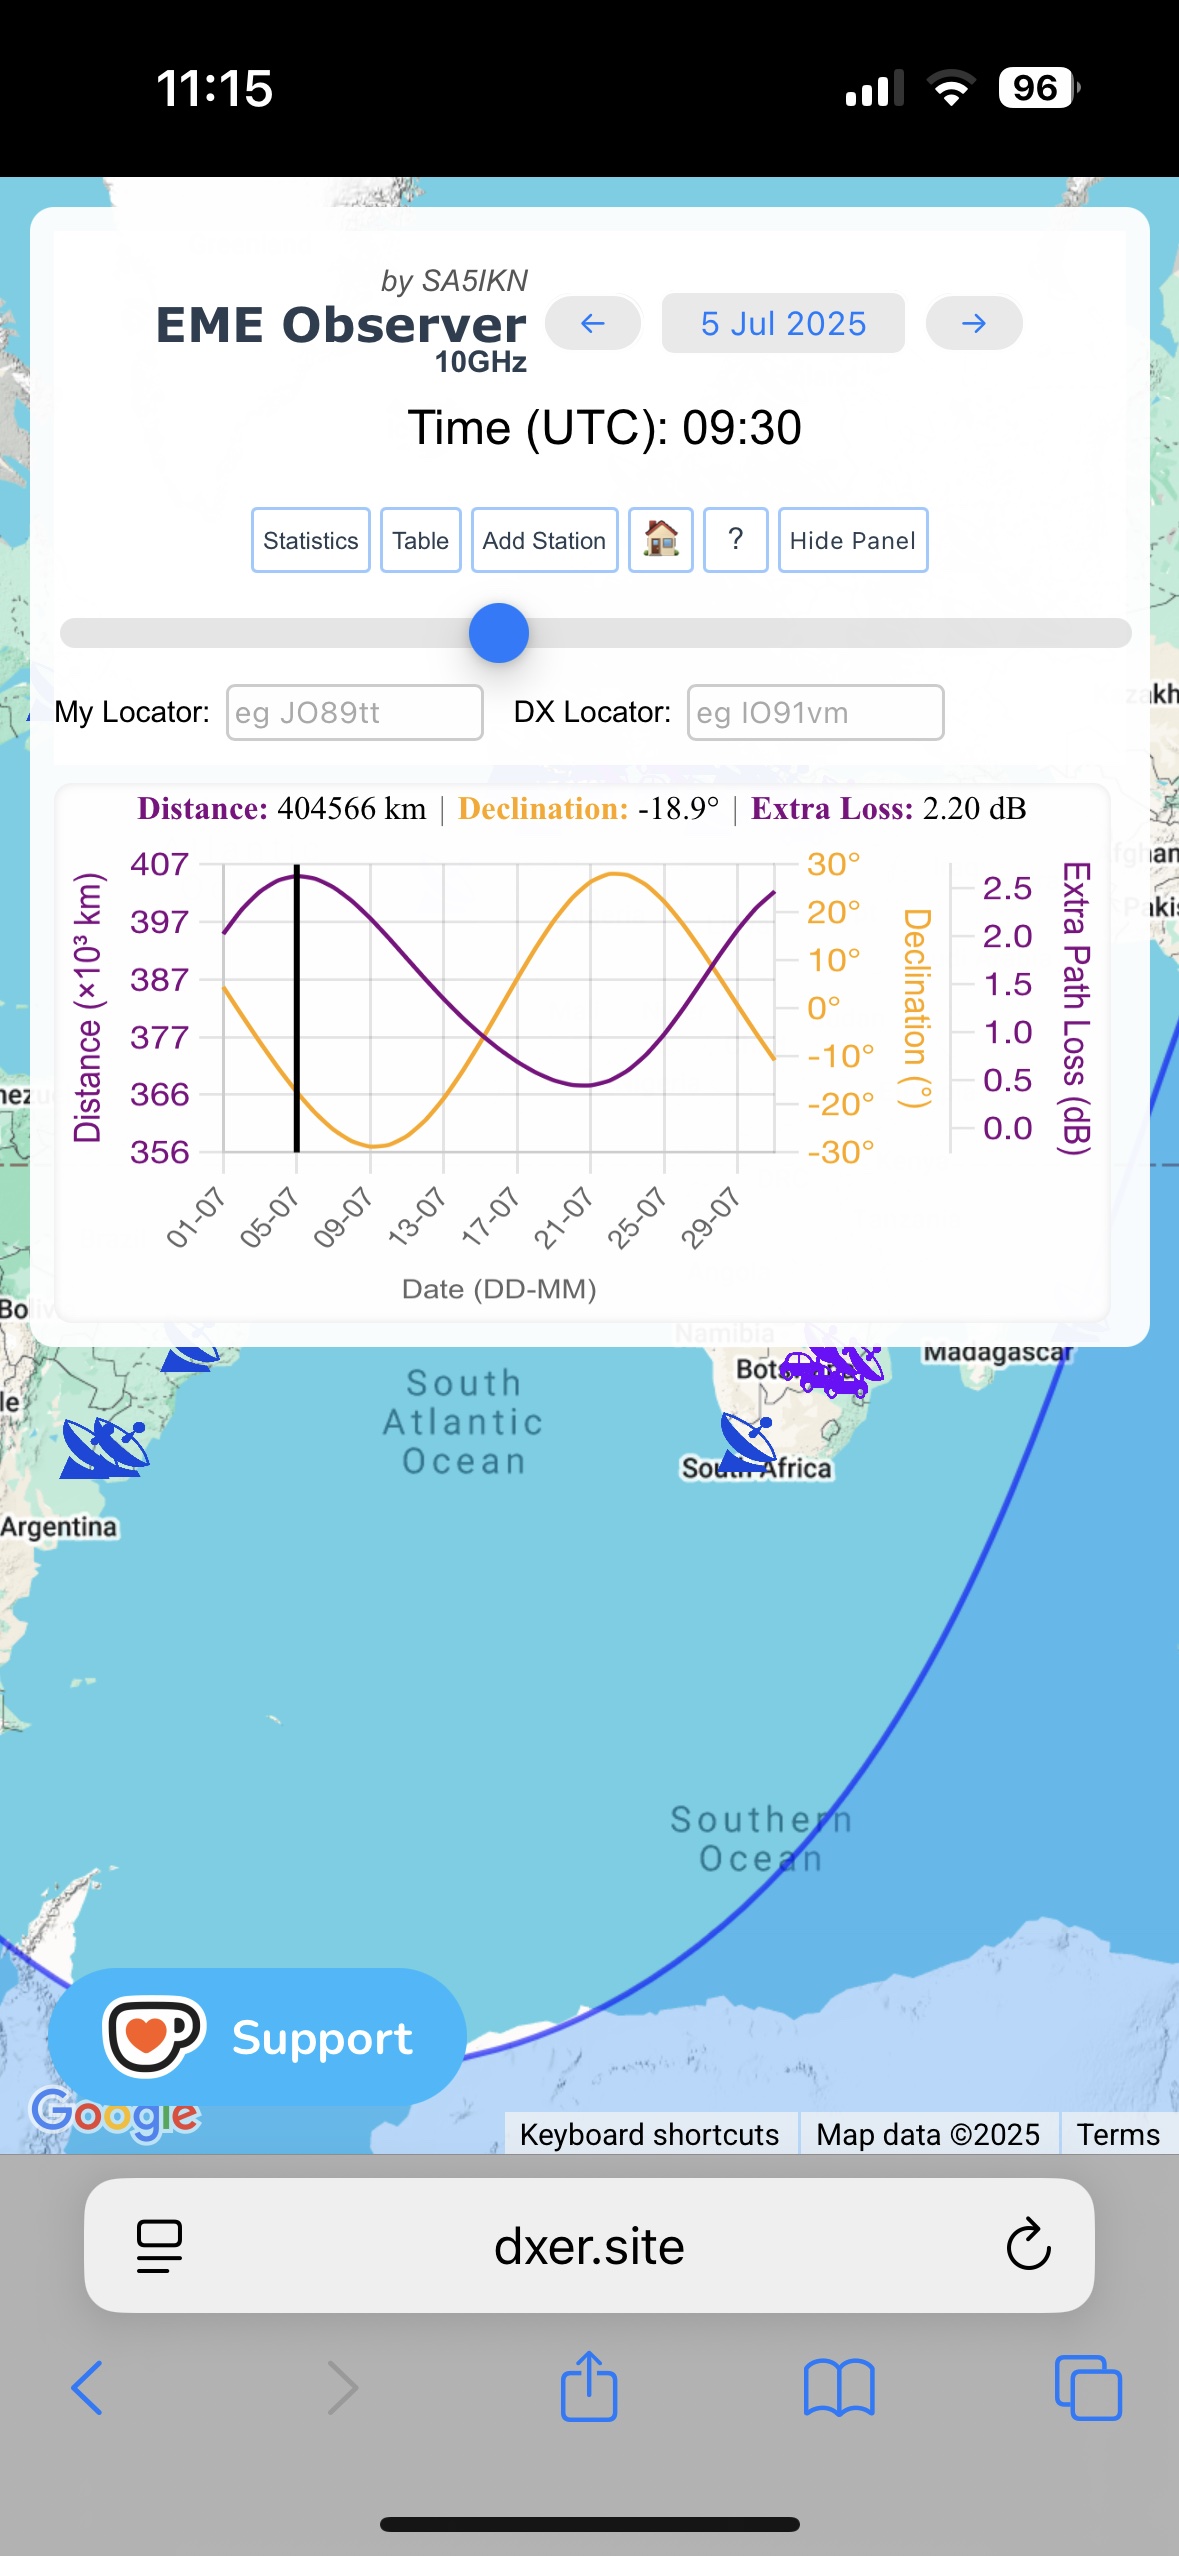 11:15
96
by SA5IKN
EME Observer
10GHz
←
5 Jul 2025
→
Time (UTC): 09:30
Statistics
Table
Add Station
?
Hide Panel
My Locator: eg JO89tt
DX Locator: eg IO91vm
Distance: 404566 km | Declination: -18.9° | Extra Loss: 2.20 dB
Distance (×10³ km)
407
397
387
377
366
356
30°
20°
10°
0°
-10°
-20°
-30°
Declination (°)
2.5
2.0
1.5
1.0
0.5
0.0
Extra Path Loss (dB)
01-07
05-07
09-07
13-07
17-07
21-07
25-07
29-07
Date (DD-MM)
Namibia
Madagascar
South
Atlantic
Ocean
South Africa
Argentina
Southern
Ocean
Support
Google
Keyboard shortcuts
Map data ©2025
Terms
dxer.site